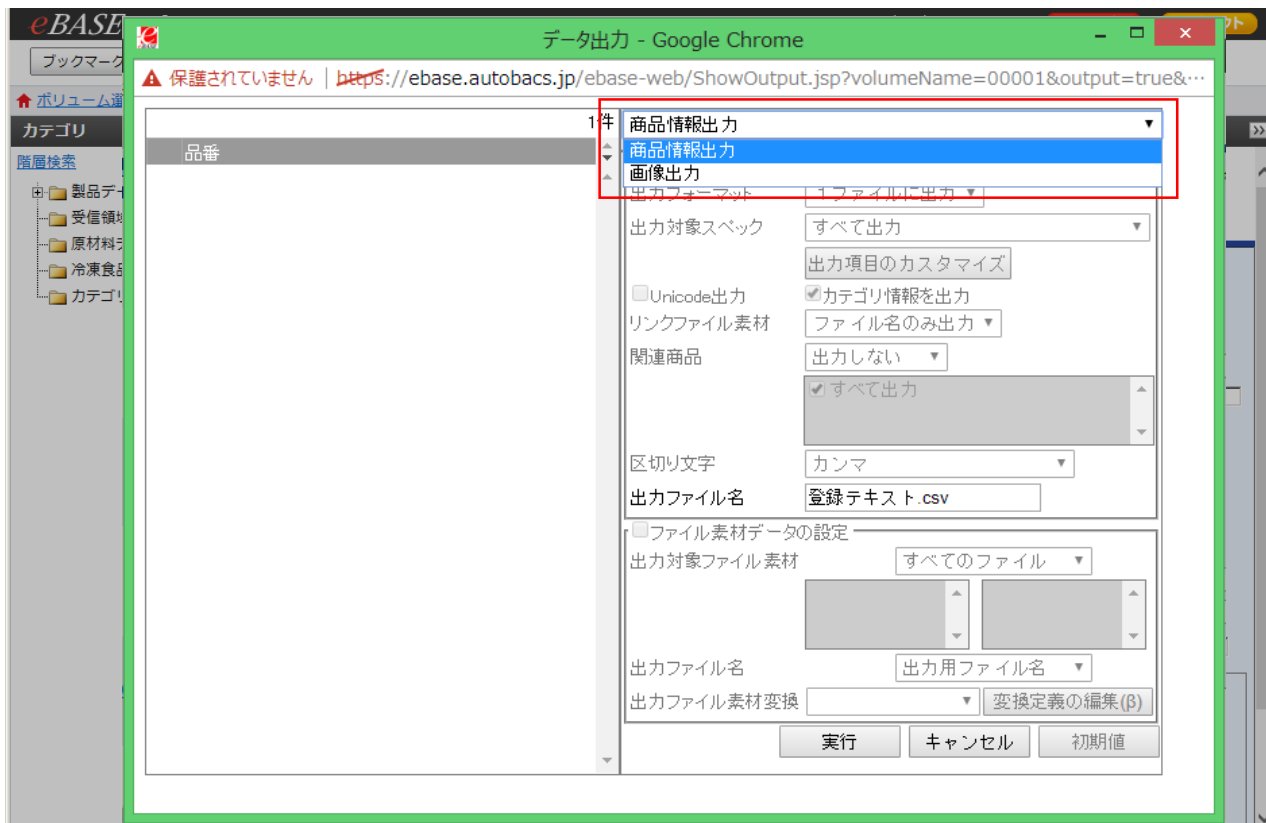 eBASE
データ出力 - Google Chrome
ブックマーク
保護されていません | https://ebase.autobacs.jp/ebase-web/ShowOutput.jsp?volumeName=00001&output=true&…
ボリューム選
カテゴリ
階層検索
製品デー
受信領域
原材料デ
冷凍食品
カテゴリ
1件
品番
商品情報出力
商品情報出力
画像出力
出力フォーマット 1ファイルに出力
出力対象スペック すべて出力
出力項目のカスタマイズ
Unicode出力 カテゴリ情報を出力
リンクファイル素材 ファイル名のみ出力
関連商品 出力しない
すべて出力
区切り文字 カンマ
出力ファイル名 登録テキスト.csv
ファイル素材データの設定
出力対象ファイル素材 すべてのファイル
出力ファイル名 出力用ファイル名
出力ファイル素材変換 変換定義の編集(β)
実行 キャンセル 初期値